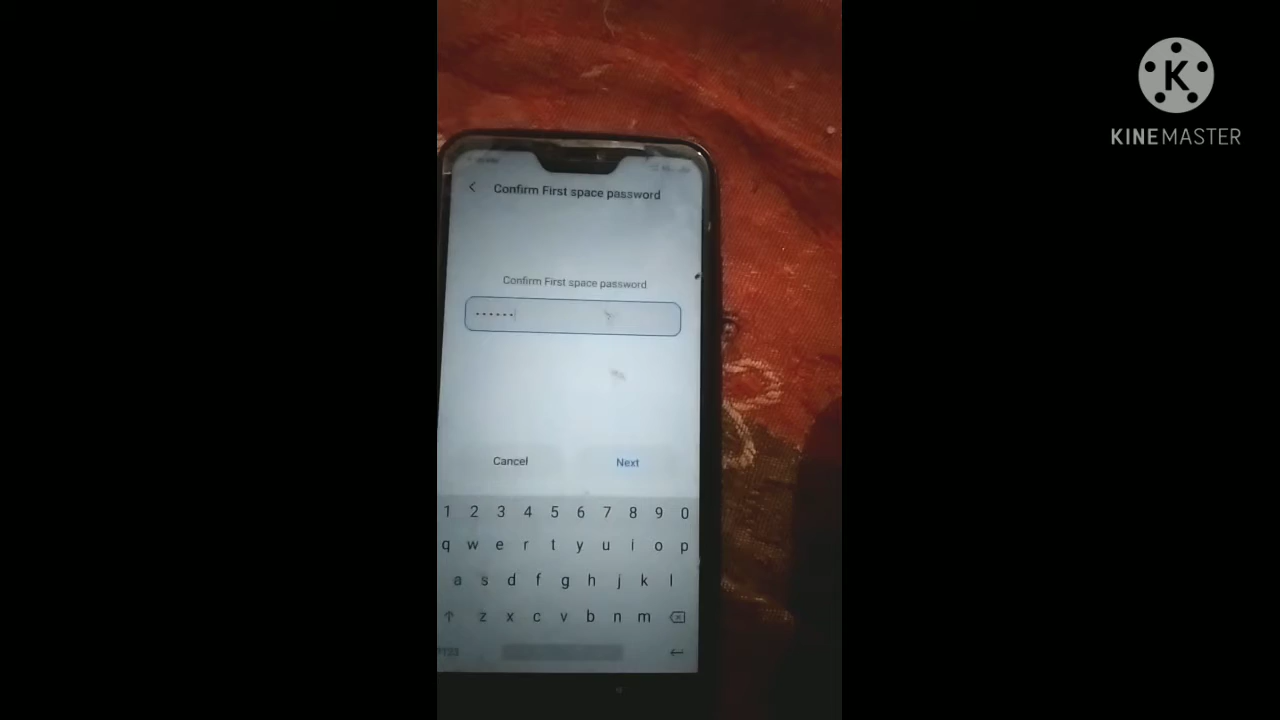 K
KINEMASTER
Confirm First space password
Confirm First space password
••••••
Cancel
Next
1 2 3 4 5 6 7 8 9 0
q w e r t y u i o p
a s d f g h j k l
z x c v b n m
?123